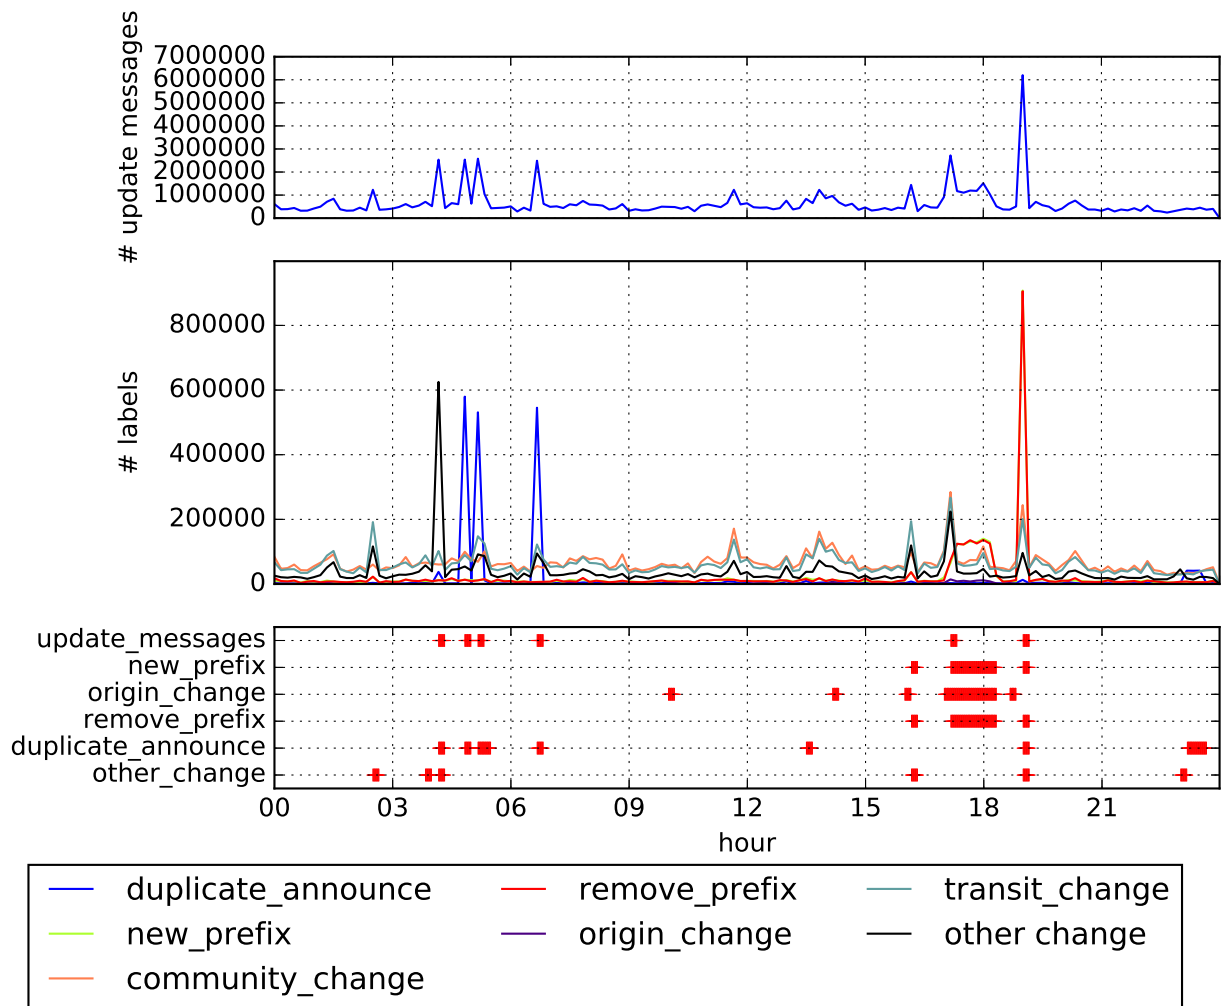 # update messages
7000000
6000000
5000000
4000000
3000000
2000000
1000000
0
# labels
800000
600000
400000
200000
0
update_messages
new_prefix
origin_change
remove_prefix
duplicate_announce
other_change
00 03 06 09 12 15 18 21
hour
duplicate_announce remove_prefix transit_change
new_prefix origin_change other change
community_change